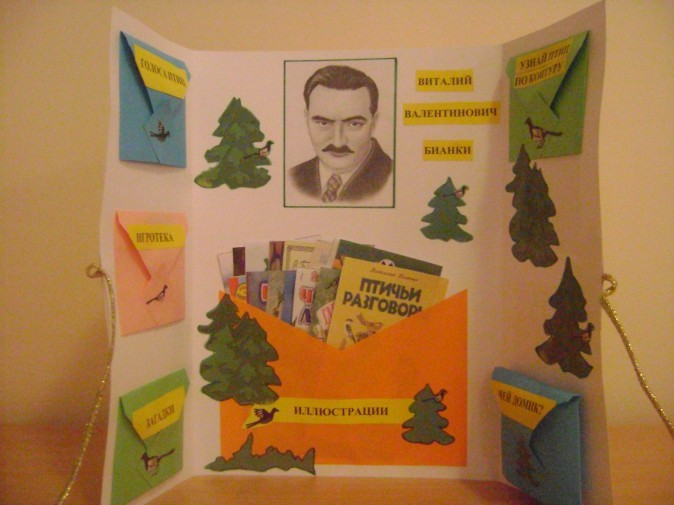 ГОЛОСА ПТИЦ
ВИТАЛИЙ
ВАЛЕНТИНОВИЧ
БИАНКИ
УЗНАЙ ПТИЦ
ПО КОНТУРУ
ИГРОТЕКА
ПТИЧЬИ
РАЗГОВОРЫ
ИЛЛЮСТРАЦИИ
ЗАГАДКИ
ЧЕЙ ДОМИК?